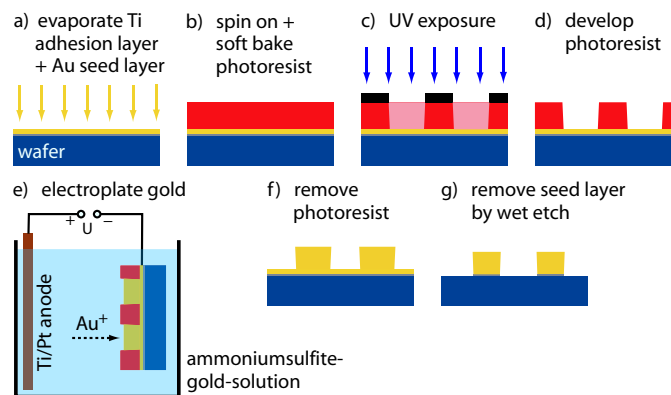 a) evaporate Ti
adhesion layer
+ Au seed layer
wafer
b) spin on +
soft bake
photoresist
c) UV exposure
d) develop
photoresist
e) electroplate gold
+ U −
Ti/Pt anode
Au+
ammoniumsulfite-
gold-solution
f) remove
photoresist
g) remove seed layer
by wet etch